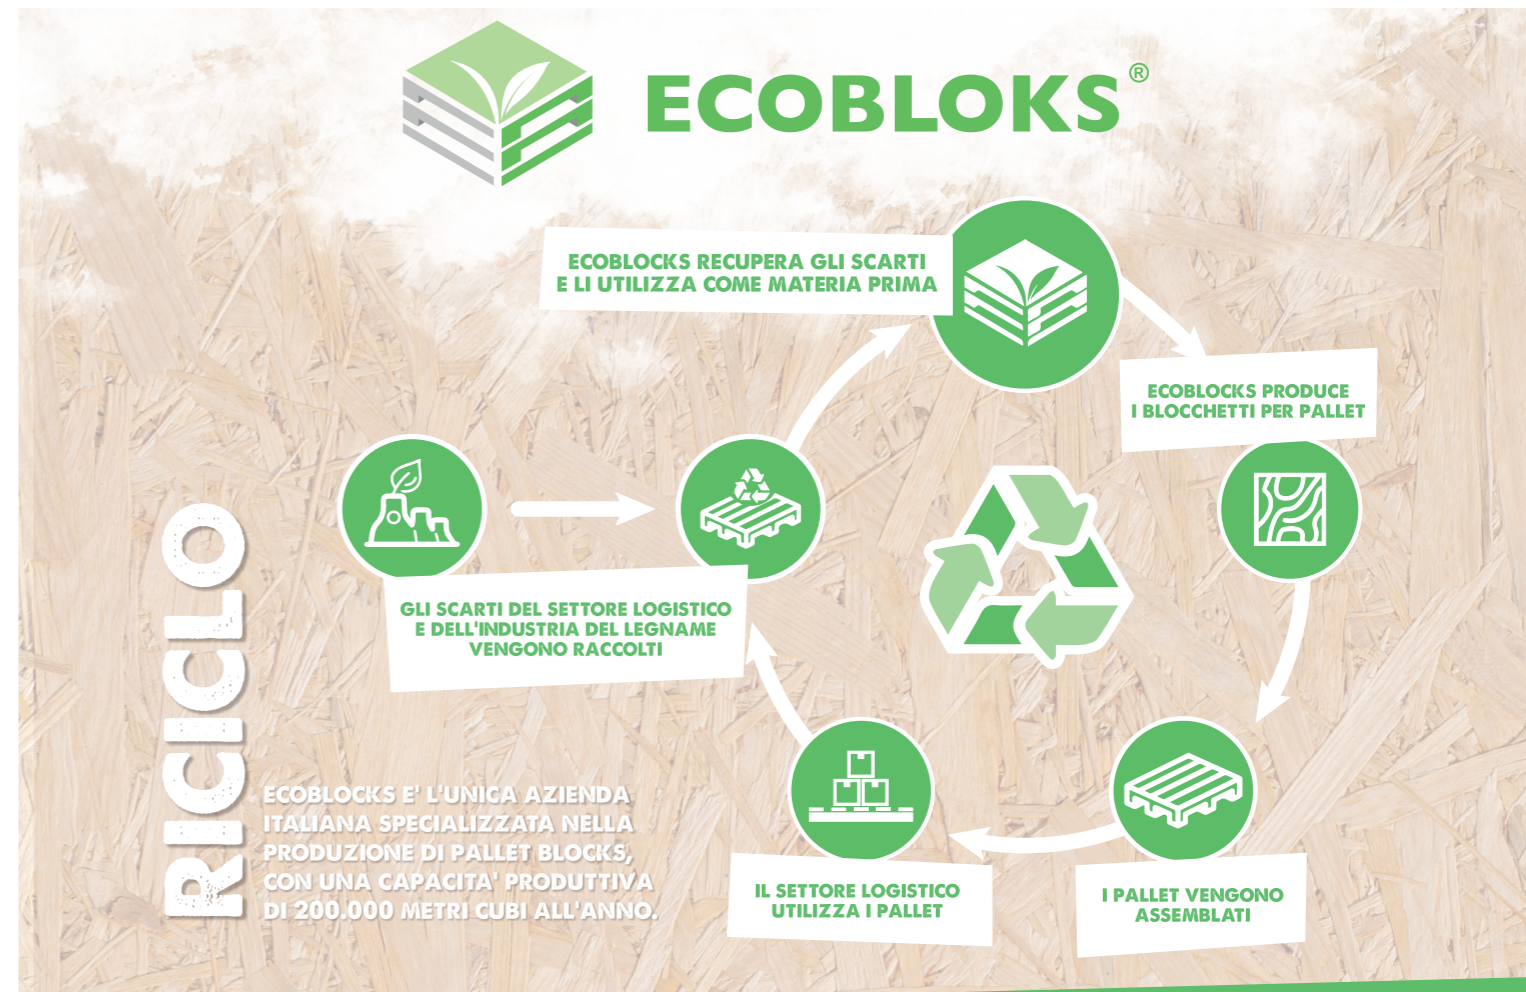 ECOBLOKS®
ECOBLOCKS RECUPERA GLI SCARTI
E LI UTILIZZA COME MATERIA PRIMA
ECOBLOCKS PRODUCE
I BLOCCHETTI PER PALLET
GLI SCARTI DEL SETTORE LOGISTICO
E DELL'INDUSTRIA DEL LEGNAME
VENGONO RACCOLTI
IL SETTORE LOGISTICO
UTILIZZA I PALLET
I PALLET VENGONO
ASSEMBLATI
RICICLO
ECOBLOCKS E' L'UNICA AZIENDA
ITALIANA SPECIALIZZATA NELLA
PRODUZIONE DI PALLET BLOCKS,
CON UNA CAPACITA' PRODUTTIVA
DI 200.000 METRI CUBI ALL'ANNO.